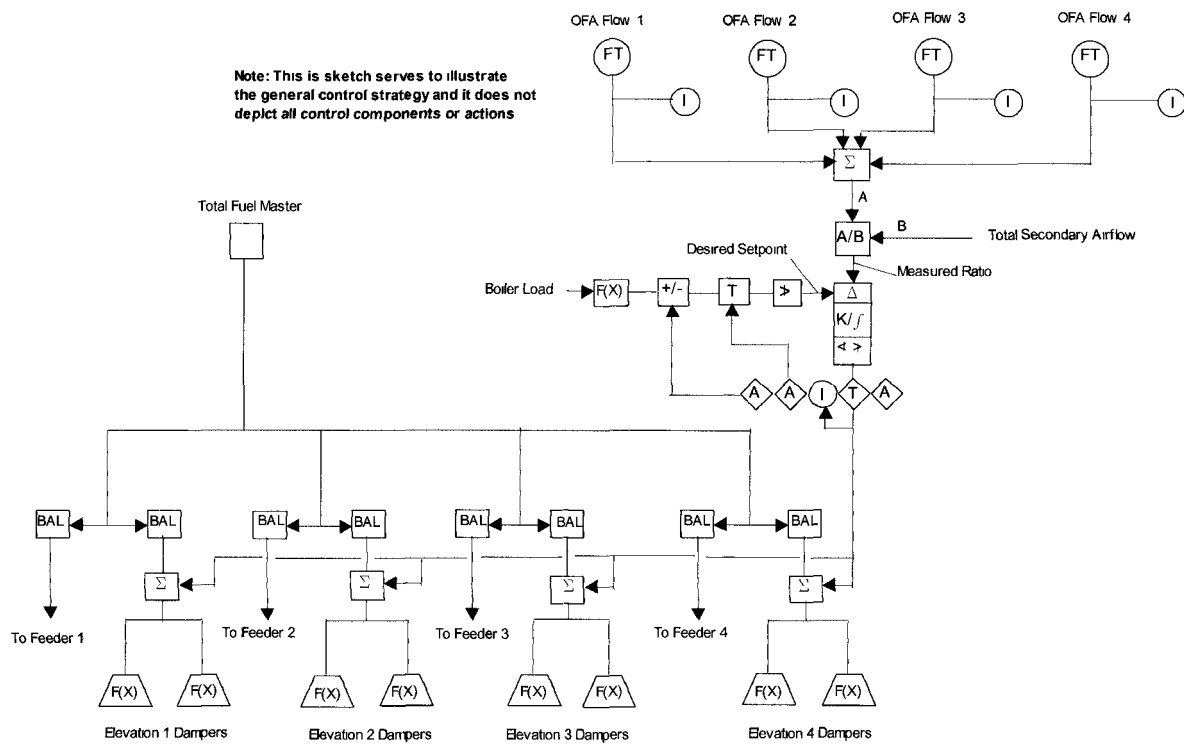 OFA Flow 1
OFA Flow 2
OFA Flow 3
OFA Flow 4
FT
FT
FT
FT
Note: This is sketch serves to illustrate
the general control strategy and it does not
depict all control components or actions
I
I
I
I
Σ
A
Total Fuel Master
A/B
B
Total Secondary Airflow
Desired Setpoint
Measured Ratio
Boiler Load
F(X)
+/-
T
≯
Δ
K/∫
≮ ≯
A
A
I
T
A
BAL
BAL
BAL
BAL
BAL
BAL
BAL
BAL
Σ
Σ
Σ
Σ
To Feeder 1
To Feeder 2
To Feeder 3
To Feeder 4
F(X)
F(X)
F(X)
F(X)
F(X)
F(X)
F(X)
F(X)
Elevation 1 Dampers
Elevation 2 Dampers
Elevation 3 Dampers
Elevation 4 Dampers